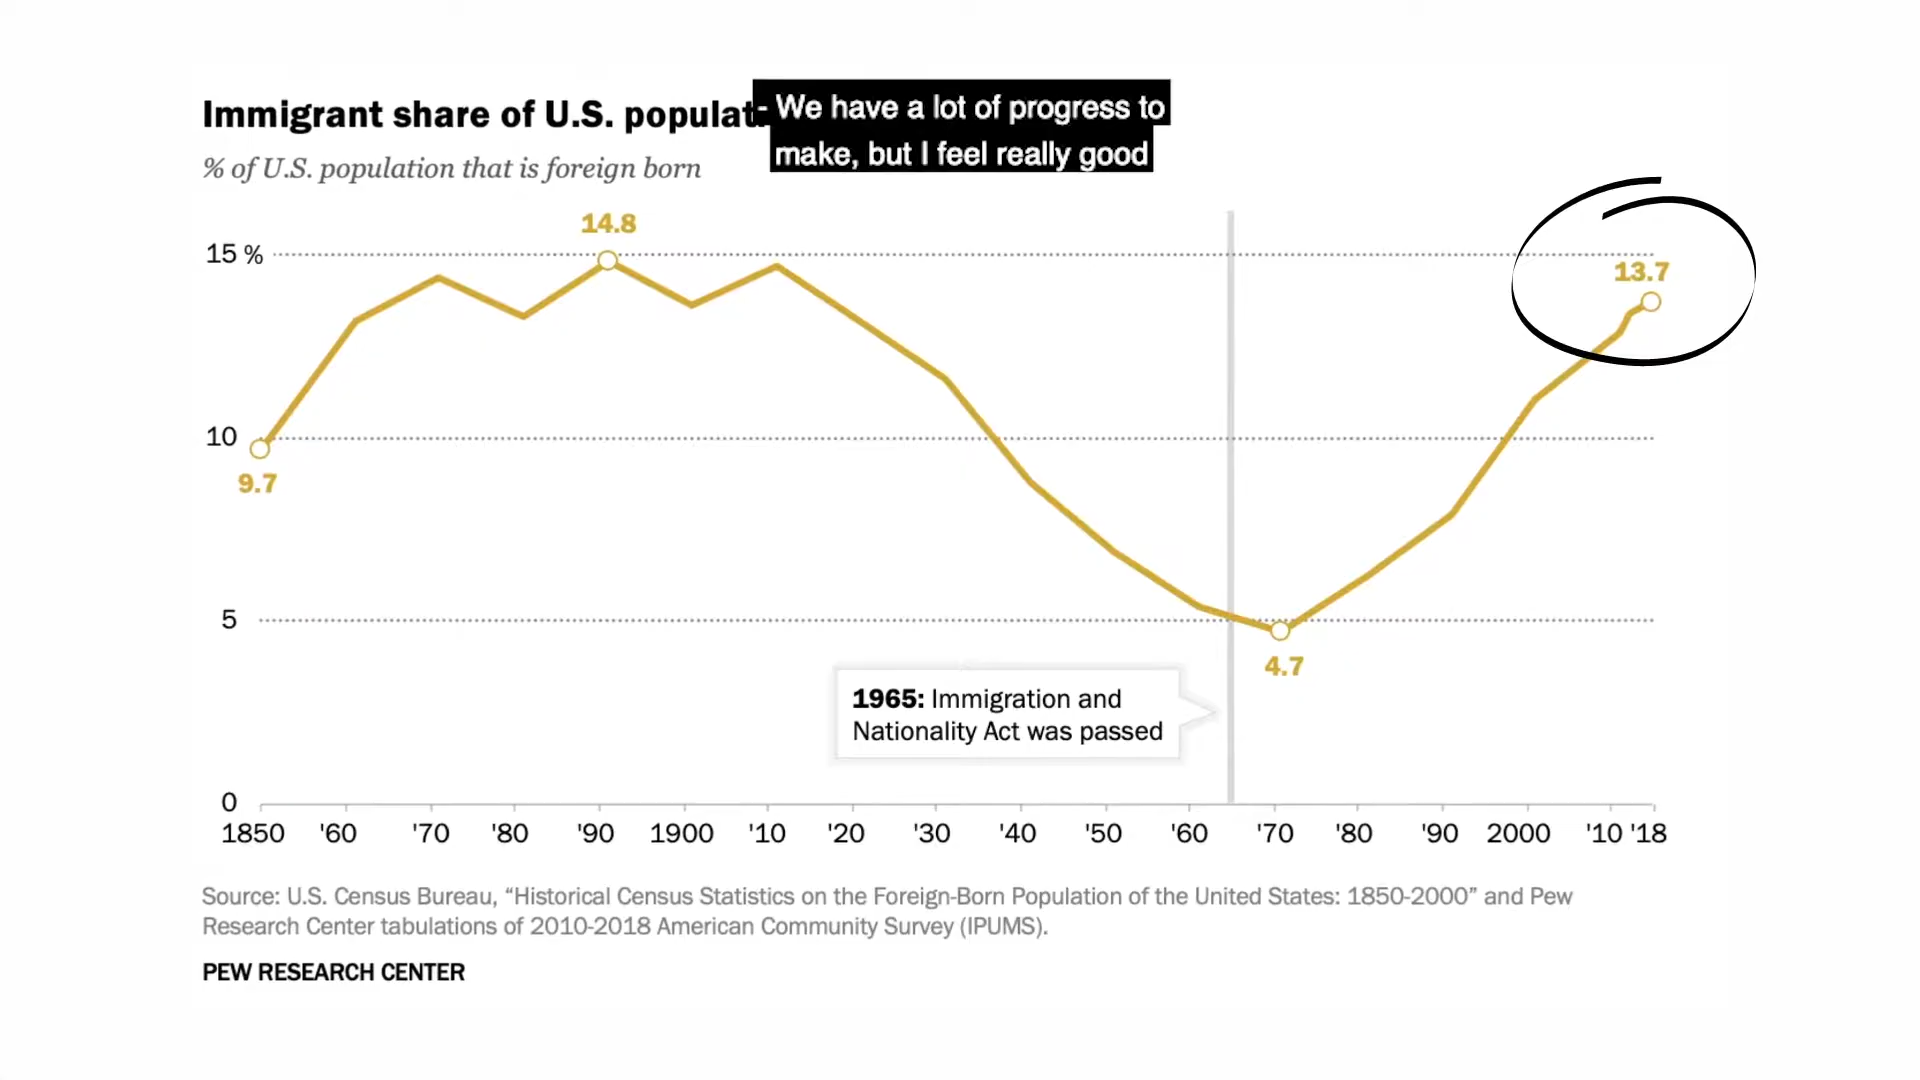 Immigrant share of U.S.
- We have a lot of progress to
make, but I feel really good
% of U.S. population that is foreign born
14.8
15 %
13.7
10
9.7
5
4.7
1965: Immigration and
Nationality Act was passed
0
1850 '60 '70 '80 '90 1900 '10 '20 '30 '40 '50 '60 '70 '80 '90 2000 '10 '18
Source: U.S. Census Bureau, “Historical Census Statistics on the Foreign-Born Population of the United States: 1850-2000” and Pew
Research Center tabulations of 2010-2018 American Community Survey (IPUMS).
PEW RESEARCH CENTER